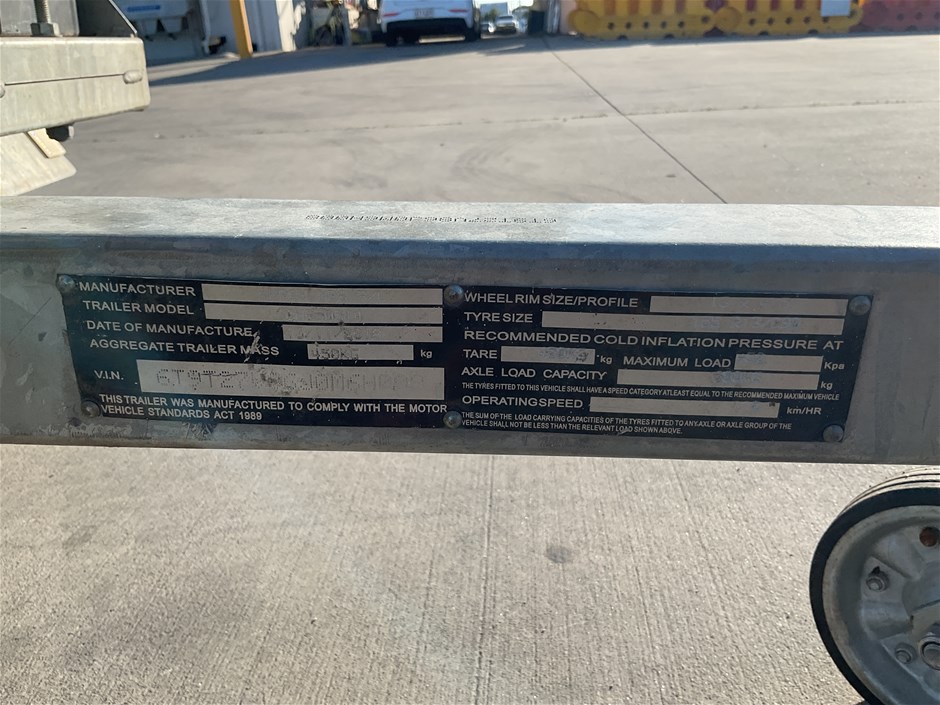 MANUFACTURER
TRAILER MODEL
DATE OF MANUFACTURE
AGGREGATE TRAILER MASS kg
V.I.N.
THIS TRAILER WAS MANUFACTURED TO COMPLY WITH THE MOTOR
VEHICLE STANDARDS ACT 1989
WHEEL RIM SIZE/PROFILE
TYRE SIZE
RECOMMENDED COLD INFLATION PRESSURE AT
TARE kg MAXIMUM LOAD Kpa
AXLE LOAD CAPACITY kg
THE TYRES FITTED TO THIS VEHICLE SHALL HAVE A SPEED CATEGORY ATLEAST EQUAL TO THE RECOMMENDED MAXIMUM VEHICLE
OPERATING SPEED km/HR
THE SUM OF THE LOAD CARRYING CAPACITIES OF THE TYRES FITTED TO ANY AXLE OR AXLE GROUP OF THE
VEHICLE SHALL NOT BE LESS THAN THE RELEVANT LOAD SHOWN ABOVE.